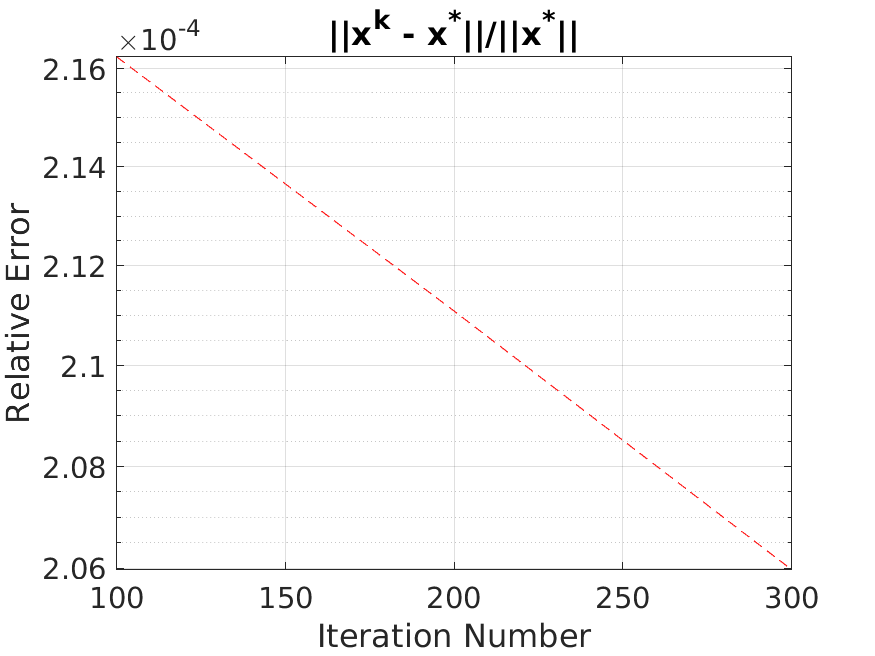 ||x^k - x^*||/||x^*||
×10^-4
2.16
2.14
2.12
2.1
2.08
2.06
Relative Error
100 150 200 250 300
Iteration Number